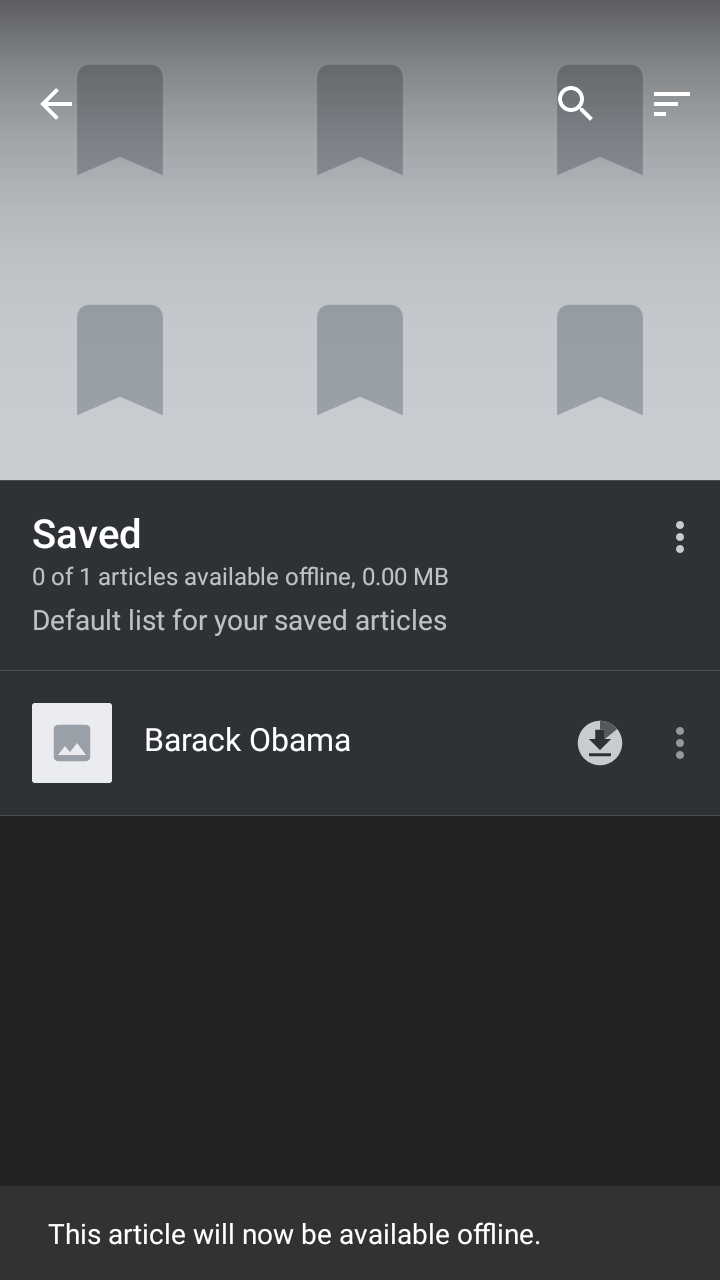 Saved
0 of 1 articles available offline, 0.00 MB
Default list for your saved articles
Barack Obama
This article will now be available offline.